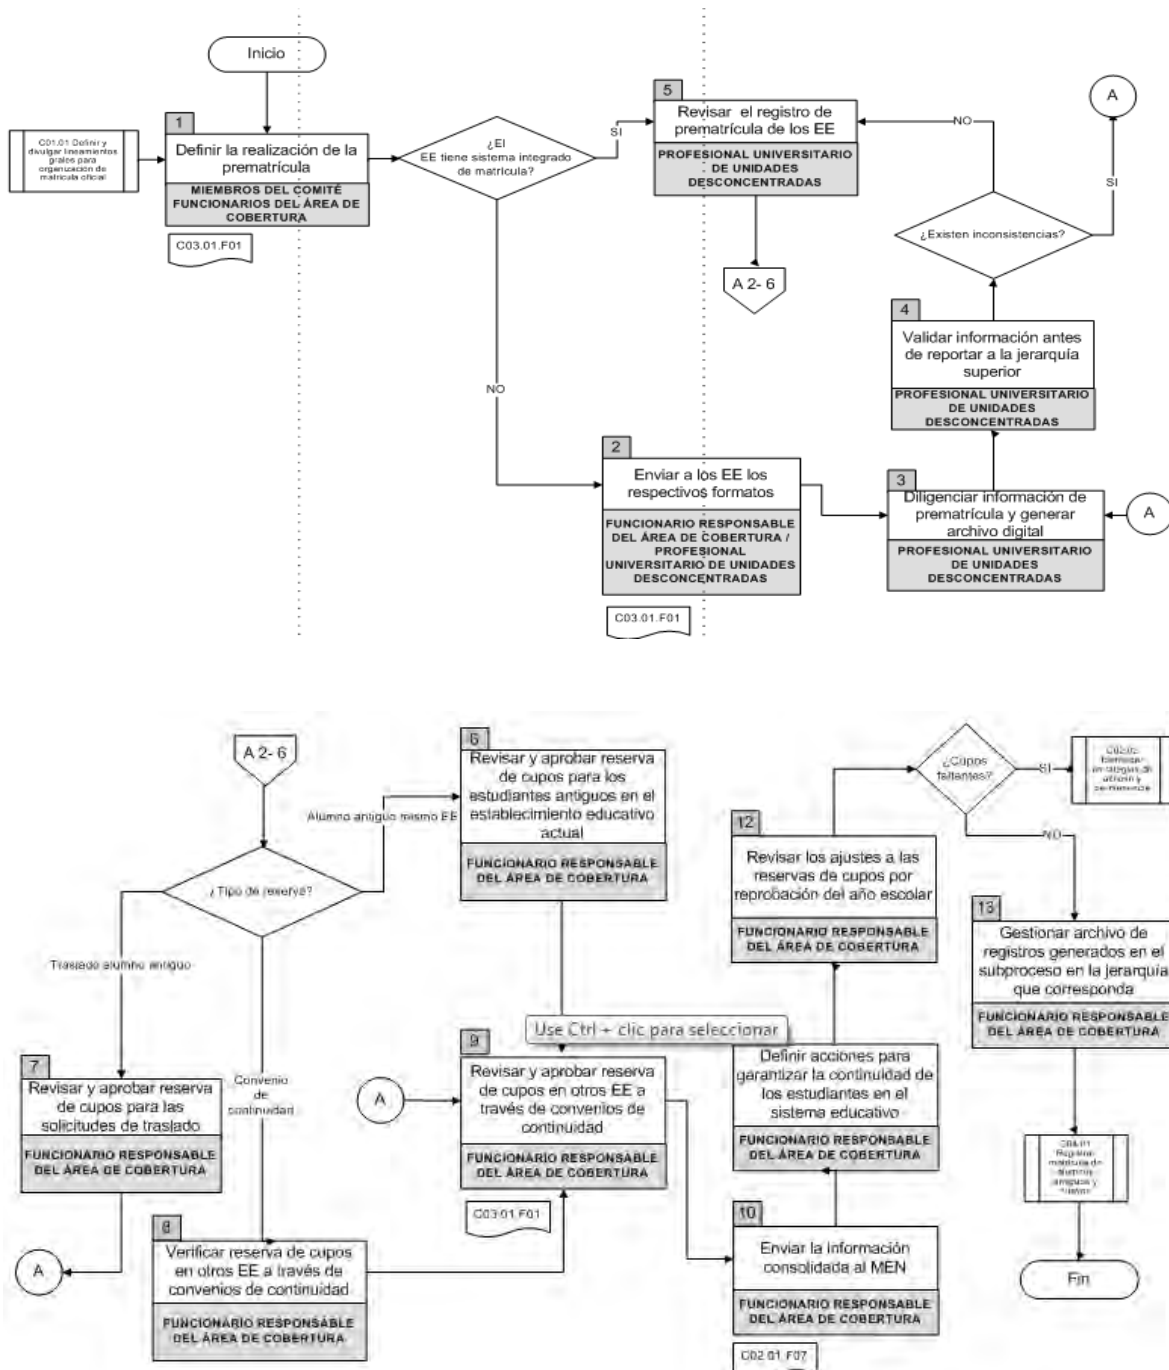 Inicio
C01.01 Definir y
divulgar lineamientos
grales para
organización de
matricula oficial
1
Definir la realización de la
prematrícula
MIEMBROS DEL COMITÉ
FUNCIONARIOS DEL ÁREA DE
COBERTURA
C03.01.F01
¿El
EE tiene sistema integrado
de matrícula?
SI
NO
5
Revisar el registro de
prematrícula de los EE
PROFESIONAL UNIVERSITARIO
DE UNIDADES
DESCONCENTRADAS
A 2- 6
NO
A
SI
¿Existen inconsistencias?
4
Validar información antes
de reportar a la jerarquía
superior
PROFESIONAL UNIVERSITARIO
DE UNIDADES
DESCONCENTRADAS
2
Enviar a los EE los
respectivos formatos
FUNCIONARIO RESPONSABLE
DEL ÁREA DE COBERTURA /
PROFESIONAL
UNIVERSITARIO DE UNIDADES
DESCONCENTRADAS
C03.01.F01
3
Diligenciar información de
prematrícula y generar
archivo digital
PROFESIONAL UNIVERSITARIO
DE UNIDADES
DESCONCENTRADAS
A
A 2- 6
¿Tipo de reserva?
Alumno antiguo mismo EE
Traslado alumno antiguo
Convenio
de
continuidad
6
Revisar y aprobar reserva
de cupos para los
estudiantes antiguos en el
establecimiento educativo
actual
FUNCIONARIO RESPONSABLE
DEL ÁREA DE COBERTURA
7
Revisar y aprobar reserva
de cupos para las
solicitudes de traslado
FUNCIONARIO RESPONSABLE
DEL ÁREA DE COBERTURA
A
8
Verificar reserva de cupos
en otros EE a través de
convenios de continuidad
FUNCIONARIO RESPONSABLE
DEL ÁREA DE COBERTURA
Use Ctrl + clic para seleccionar
A
9
Revisar y aprobar reserva
de cupos en otros EE a
través de convenios de
continuidad
FUNCIONARIO RESPONSABLE
DEL ÁREA DE COBERTURA
C03.01.F01
10
Enviar la información
consolidada al MEN
FUNCIONARIO RESPONSABLE
DEL ÁREA DE COBERTURA
C02.01.F07
Definir acciones para
garantizar la continuidad de
los estudiantes en el
sistema educativo
FUNCIONARIO RESPONSABLE
DEL ÁREA DE COBERTURA
12
Revisar los ajustes a las
reservas de cupos por
reprobación del año escolar
FUNCIONARIO RESPONSABLE
DEL ÁREA DE COBERTURA
¿Cupos
faltantes?
SI
NO
13
Gestionar archivo de
registros generados en el
subproceso en la jerarquía
que corresponda
FUNCIONARIO RESPONSABLE
DEL ÁREA DE COBERTURA
Registrar
matrícula de
alumnos
antiguos y
Fin